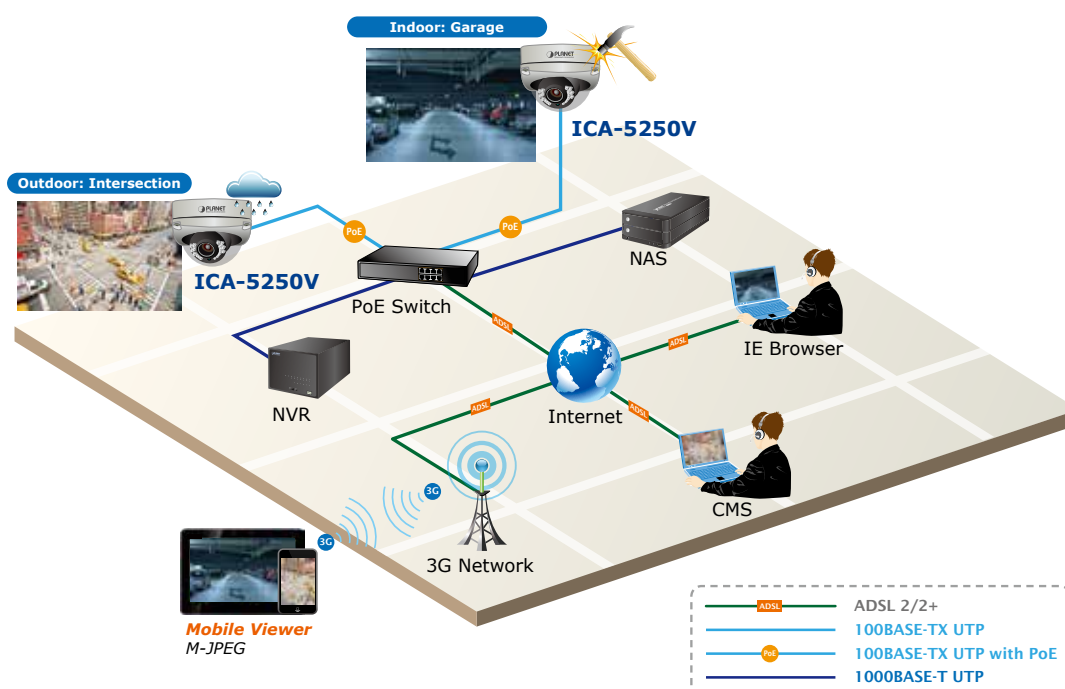 Indoor: Garage
PLANET
ICA-5250V
Outdoor: Intersection
PLANET
ICA-5250V
PoE
PoE
NAS
PoE Switch
ADSL
ADSL
IE Browser
NVR
Internet
ADSL
ADSL
CMS
3G
3G
3G Network
Mobile Viewer
M-JPEG
ADSL ADSL 2/2+
100BASE-TX UTP
PoE 100BASE-TX UTP with PoE
1000BASE-T UTP